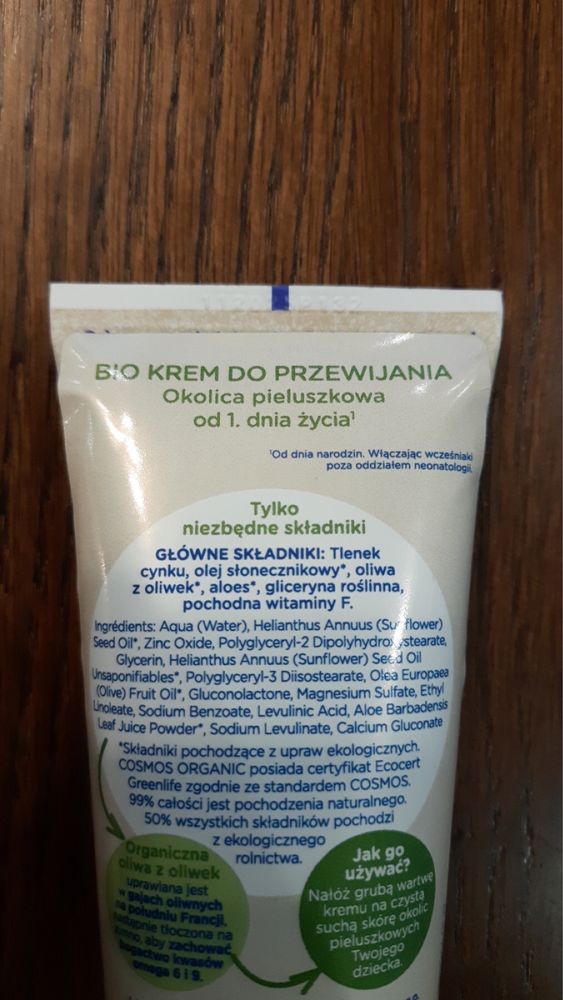 BIO KREM DO PRZEWIJANIA
Okolica pieluszkowa
od 1. dnia życia¹
¹Od dnia narodzin. Włączając wcześniaki
poza oddziałem neonatologii.
Tylko
niezbędne składniki
GŁÓWNE SKŁADNIKI: Tlenek
cynku, olej słonecznikowy*, oliwa
z oliwek*, aloes*, gliceryna roślinna,
pochodna witaminy F.
Ingrédients: Aqua (Water), Helianthus Annuus (Sunflower)
Seed Oil*, Zinc Oxide, Polyglyceryl-2 Dipolyhydroxystearate,
Glycerin, Helianthus Annuus (Sunflower) Seed Oil
Unsaponifiables*, Polyglyceryl-3 Diisostearate, Olea Europaea
(Olive) Fruit Oil*, Gluconolactone, Magnesium Sulfate, Ethyl
Linoleate, Sodium Benzoate, Levulinic Acid, Aloe Barbadensis
Leaf Juice Powder*, Sodium Levulinate, Calcium Gluconate
*Składniki pochodzące z upraw ekologicznych.
COSMOS ORGANIC posiada certyfikat Ecocert
Greenlife zgodnie ze standardem COSMOS.
99% całości jest pochodzenia naturalnego.
50% wszystkich składników pochodzi
z ekologicznego
rolnictwa.
Organiczna
oliwa z oliwek
uprawiana jest
w gajach oliwnych
na południu Francji,
następnie tłoczona na
zimno, aby zachować
bogactwo kwasów
omega 6 i 9.
Jak go
używać?
Nałóż grubą wartwę
kremu na czystą
suchą skórę okolic
pieluszkowych
Twojego
dziecka.